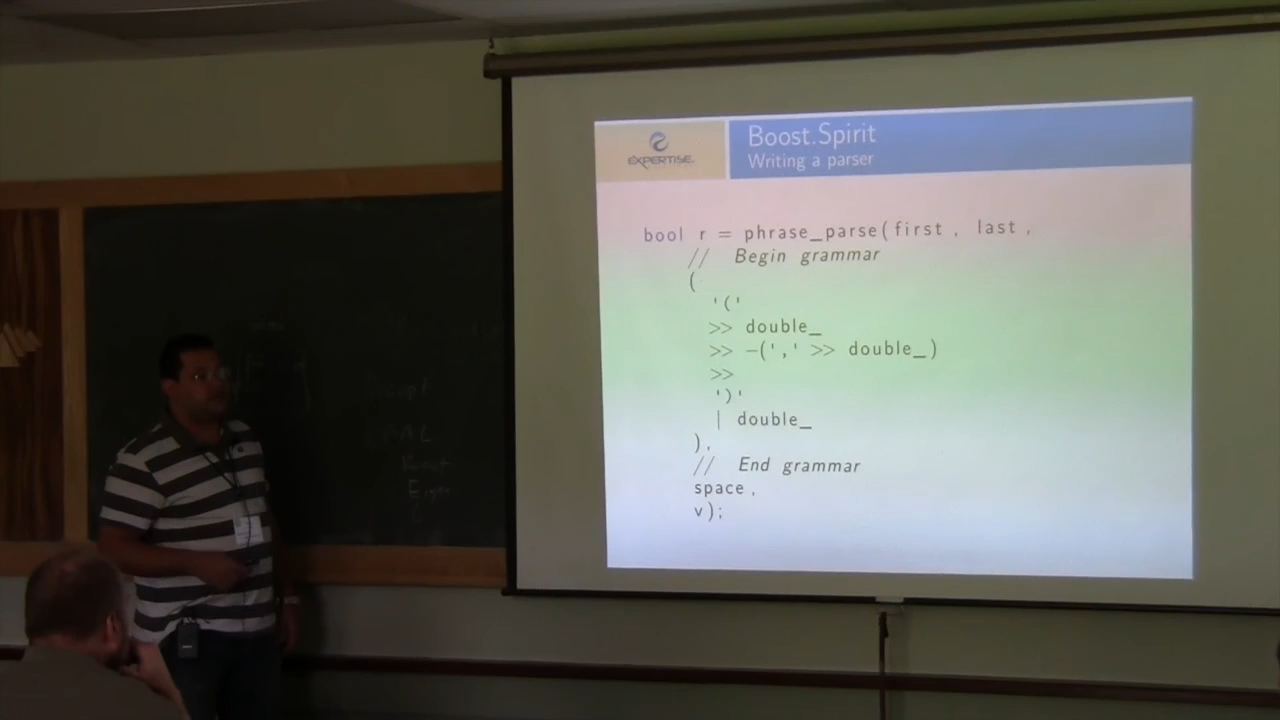 EXPERTISE.
Boost.Spirit
Writing a parser
bool r = phrase_parse(first, last,
// Begin grammar
(
'('
>> double_
>> -(',' >> double_)
>>
')'
| double_
),
// End grammar
space,
v);